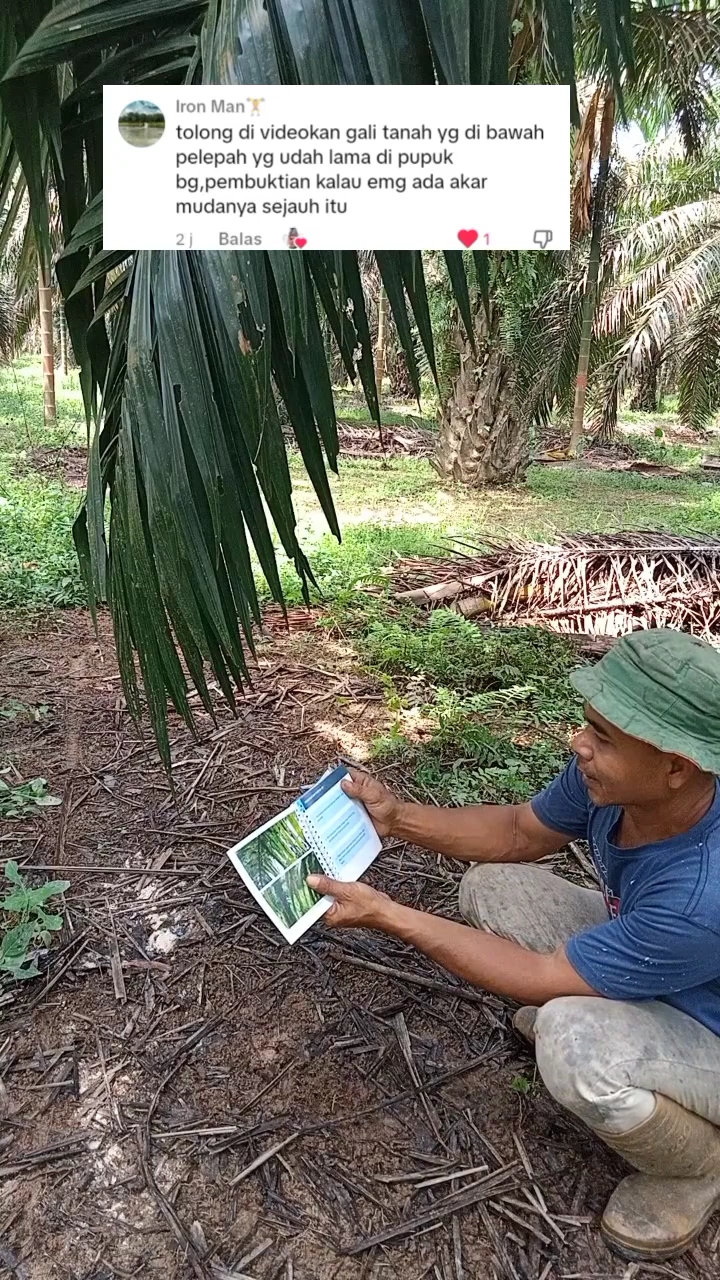 Iron Man🏋
tolong di videokan gali tanah yg di bawah
pelepah yg udah lama di pupuk
bg,pembuktian kalau emg ada akar
mudanya sejauh itu
2 j Balas 1